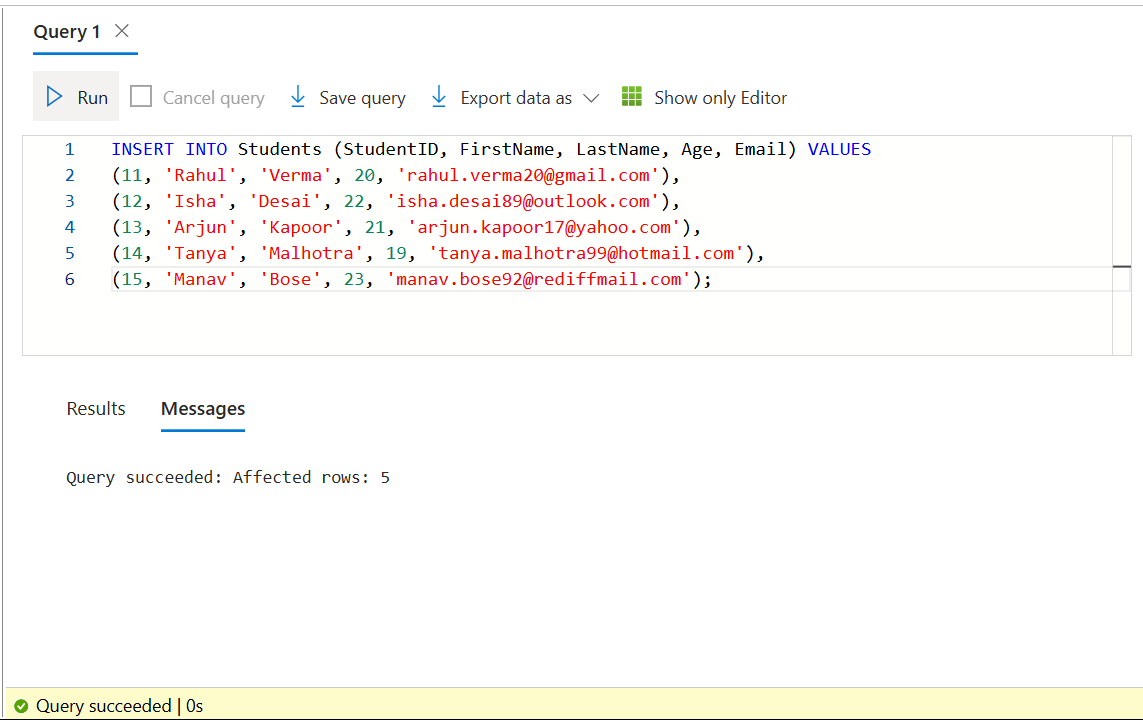 Query 1
Run Cancel query Save query Export data as Show only Editor
1 INSERT INTO Students (StudentID, FirstName, LastName, Age, Email) VALUES
2 (11, 'Rahul', 'Verma', 20, 'rahul.verma20@gmail.com'),
3 (12, 'Isha', 'Desai', 22, 'isha.desai89@outlook.com'),
4 (13, 'Arjun', 'Kapoor', 21, 'arjun.kapoor17@yahoo.com'),
5 (14, 'Tanya', 'Malhotra', 19, 'tanya.malhotra99@hotmail.com'),
6 (15, 'Manav', 'Bose', 23, 'manav.bose92@rediffmail.com');
Results Messages
Query succeeded: Affected rows: 5
Query succeeded | 0s